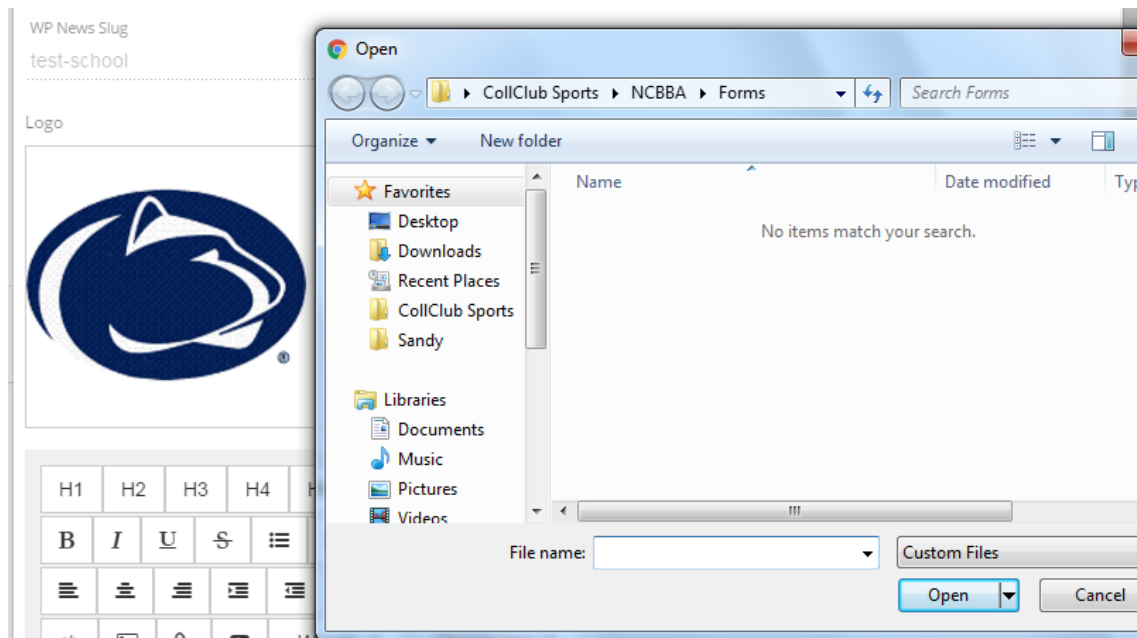 WP News Slug
test-school
Logo
H1 H2 H3 H4
B I U S
Open
CollClub Sports NCBBA Forms
Search Forms
Organize New folder
Favorites
Desktop
Downloads
Recent Places
CollClub Sports
Sandy
Libraries
Documents
Music
Pictures
Videos
Name Date modified Typ
No items match your search.
File name: Custom Files
Open Cancel